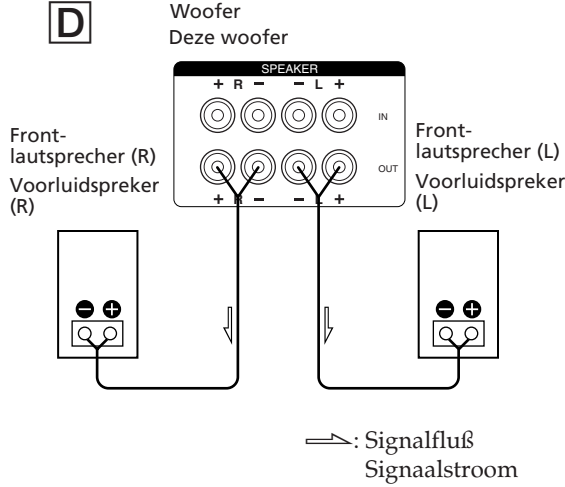 D
Woofer
Deze woofer
SPEAKER
+ R − − L +
IN
Front-
lautsprecher (R)
Voorluidspreker
(R)
Front-
lautsprecher (L)
Voorluidspreker
(L)
OUT
+ R − − L +
− +
− +
: Signalfluß
Signaalstroom